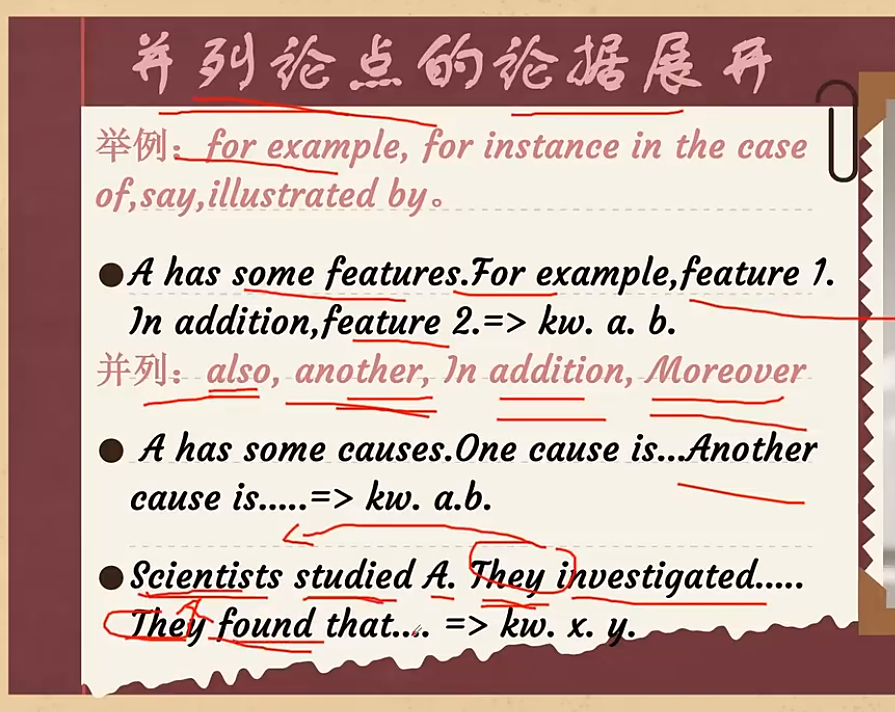 并列论点的论据展开
举例：for example, for instance in the case
of,say,illustrated by。
●A has some features.For example,feature 1.
In addition,feature 2.=> kw. a. b.
并列：also, another, In addition, Moreover
● A has some causes.One cause is...Another
cause is.....=> kw. a.b.
●Scientists studied A. They investigated.....
They found that.... => kw. x. y.